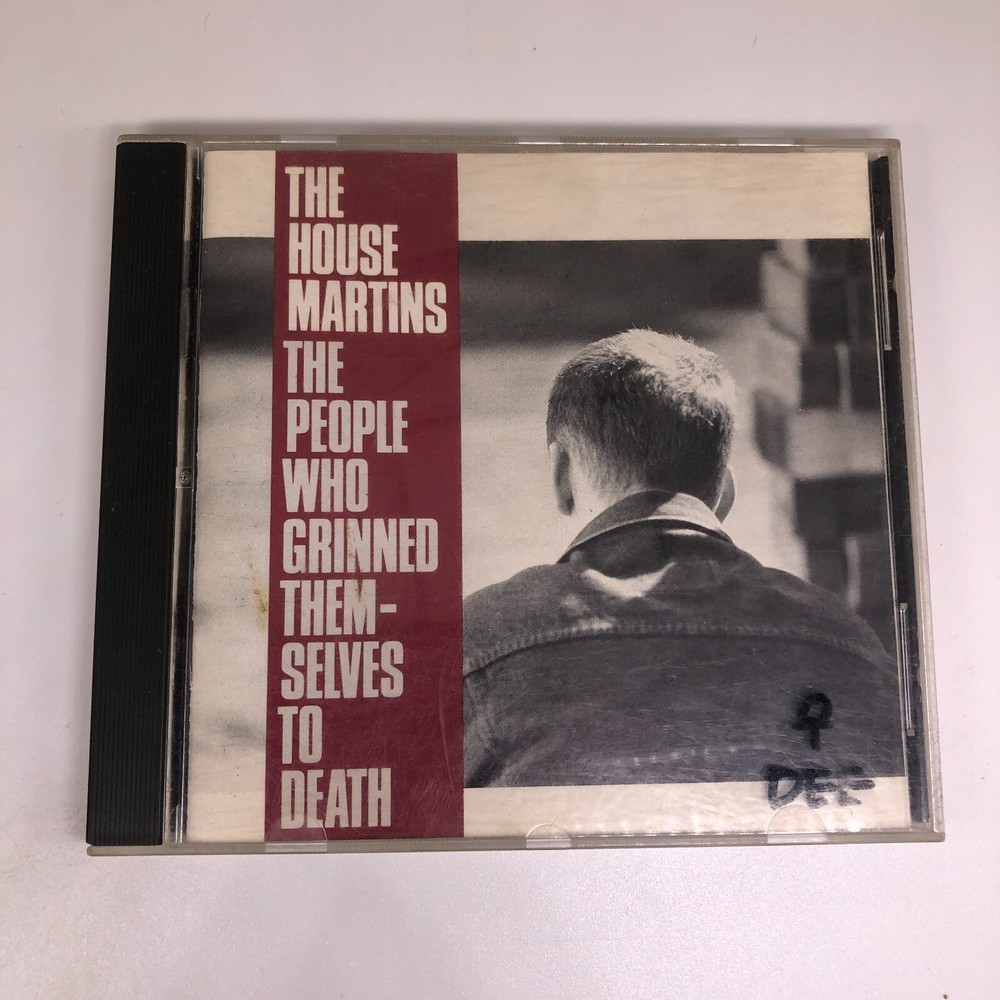 THE
HOUSE
MARTINS
THE
PEOPLE
WHO
GRINNED
THEM-
SELVES
TO
DEATH
DEE